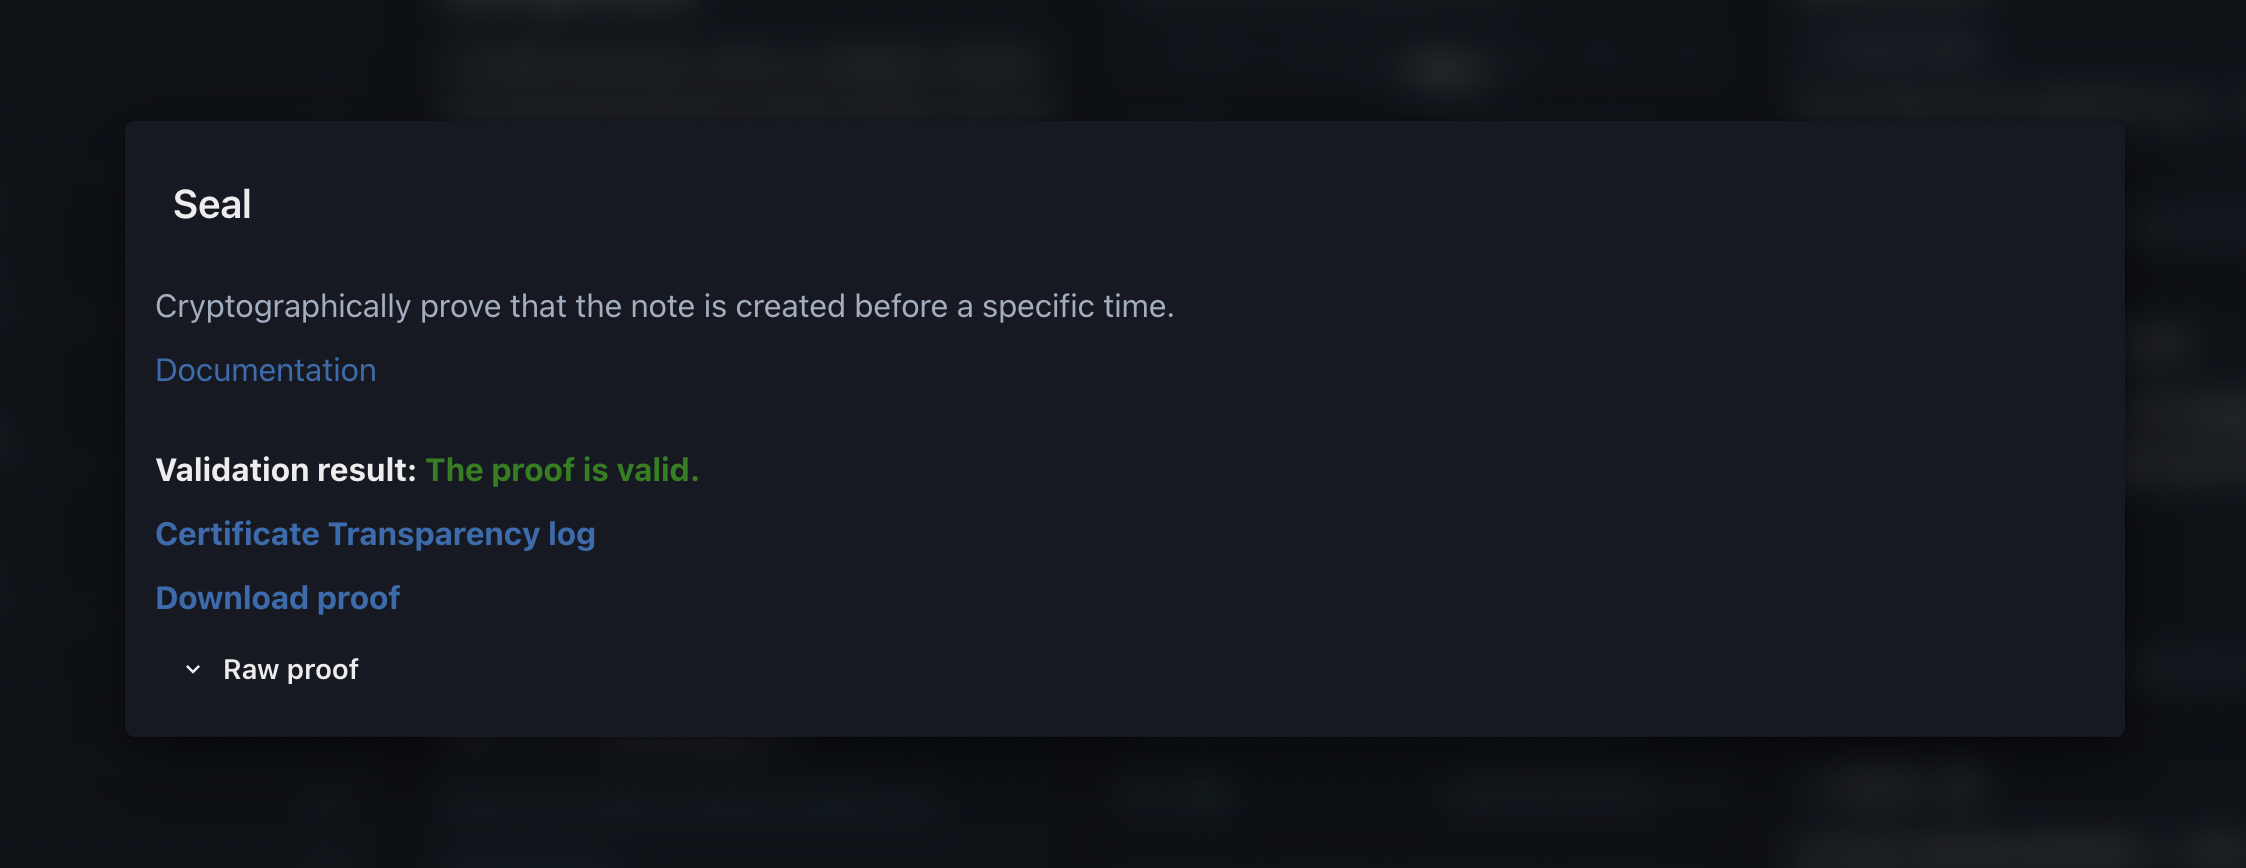 Seal
Cryptographically prove that the note is created before a specific time.
Documentation
Validation result: The proof is valid.
Certificate Transparency log
Download proof
Raw proof